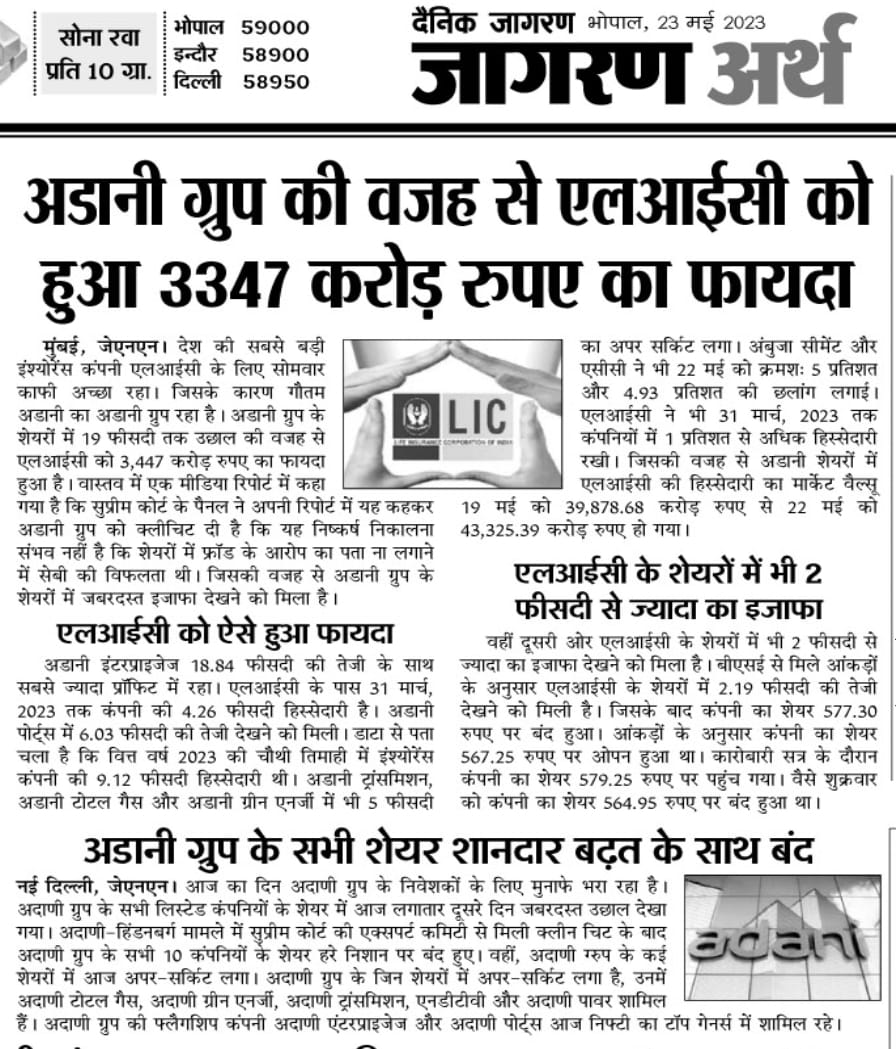 सोना रवा
प्रति 10 ग्रा.
भोपाल 59000
इन्दौर 58900
दिल्ली 58950
दैनिक जागरण भोपाल, 23 मई 2023
जागरण अर्थ
अडानी ग्रुप की वजह से एलआईसी को
हुआ 3347 करोड़ रुपए का फायदा
मुंबई, जेएनएन। देश की सबसे बड़ी
इंश्योरेंस कंपनी एलआईसी के लिए सोमवार
काफी अच्छा रहा। जिसके कारण गौतम
अडानी का अडानी ग्रुप रहा है। अडानी ग्रुप के
शेयरों में 19 फीसदी तक उछाल की वजह से
एलआईसी को 3,447 करोड़ रुपए का फायदा
हुआ है। वास्तव में एक मीडिया रिपोर्ट में कहा
गया है कि सुप्रीम कोर्ट के पैनल ने अपनी रिपोर्ट में यह कहकर
अडानी ग्रुप को क्लीचिट दी है कि यह निष्कर्ष निकालना
संभव नहीं है कि शेयरों में फ्रॉड के आरोप का पता ना लगाने
में सेबी की विफलता थी। जिसकी वजह से अडानी ग्रुप के
शेयरों में जबरदस्त इजाफा देखने को मिला है।
एलआईसी को ऐसे हुआ फायदा
अडानी इंटरप्राइजेज 18.84 फीसदी की तेजी के साथ
सबसे ज्यादा प्रॉफिट में रहा। एलआईसी के पास 31 मार्च,
2023 तक कंपनी की 4.26 फीसदी हिस्सेदारी है। अडानी
पोर्ट्स में 6.03 फीसदी की तेजी देखने को मिली। डाटा से पता
चला है कि वित्त वर्ष 2023 की चौथी तिमाही में इंश्योरेंस
कंपनी की 9.12 फीसदी हिस्सेदारी थी। अडानी ट्रांसमिशन,
अडानी टोटल गैस और अडानी ग्रीन एनर्जी में भी 5 फीसदी
LIC
LIFE INSURANCE CORPORATION OF INDIA
का अपर सर्किट लगा। अंबुजा सीमेंट और
एसीसी ने भी 22 मई को क्रमशः 5 प्रतिशत
और 4.93 प्रतिशत की छलांग लगाई।
एलआईसी ने भी 31 मार्च, 2023 तक
कंपनियों में 1 प्रतिशत से अधिक हिस्सेदारी
रखी। जिसकी वजह से अडानी शेयरों में
एलआईसी की हिस्सेदारी का मार्केट वैल्सू
19 मई को 39,878.68 करोड़ रुपए से 22 मई को
43,325.39 करोड़ रुपए हो गया।
एलआईसी के शेयरों में भी 2
फीसदी से ज्यादा का इजाफा
वहीं दूसरी ओर एलआईसी के शेयरों में भी 2 फीसदी से
ज्यादा का इजाफा देखने को मिला है। बीएसई से मिले आंकड़ों
के अनुसार एलआईसी के शेयरों में 2.19 फीसदी की तेजी
देखने को मिली है। जिसके बाद कंपनी का शेयर 577.30
रुपए पर बंद हुआ। आंकड़ों के अनुसार कंपनी का शेयर
567.25 रुपए पर ओपन हुआ था। कारोबारी सत्र के दौरान
कंपनी का शेयर 579.25 रुपए पर पहुंच गया। वैसे शुक्रवार
को कंपनी का शेयर 564.95 रुपए पर बंद हुआ था।
अडानी ग्रुप के सभी शेयर शानदार बढ़त के साथ बंद
नई दिल्ली, जेएनएन। आज का दिन अदाणी ग्रुप के निवेशकों के लिए मुनाफे भरा रहा है।
अदाणी ग्रुप के सभी लिस्टेड कंपनियों के शेयर में आज लगातार दूसरे दिन जबरदस्त उछाल देखा
गया। अदाणी-हिंडनबर्ग मामले में सुप्रीम कोर्ट की एक्सपर्ट कमिटी से मिली क्लीन चिट के बाद
अदाणी ग्रुप के सभी 10 कंपनियों के शेयर हरे निशान पर बंद हुए। वहीं, अदाणी ग्रुप के कई
शेयरों में आज अपर-सर्किट लगा। अदाणी ग्रुप के जिन शेयरों में अपर-सर्किट लगा है, उनमें
अदाणी टोटल गैस, अदाणी ग्रीन एनर्जी, अदाणी ट्रांसमिशन, एनडीटीवी और अदाणी पावर शामिल
हैं। अदाणी ग्रुप की फ्लैगशिप कंपनी अदाणी एंटरप्राइजेज और अदाणी पोर्ट्स आज निफ्टी का टॉप गेनर्स में शामिल रहे।
adani